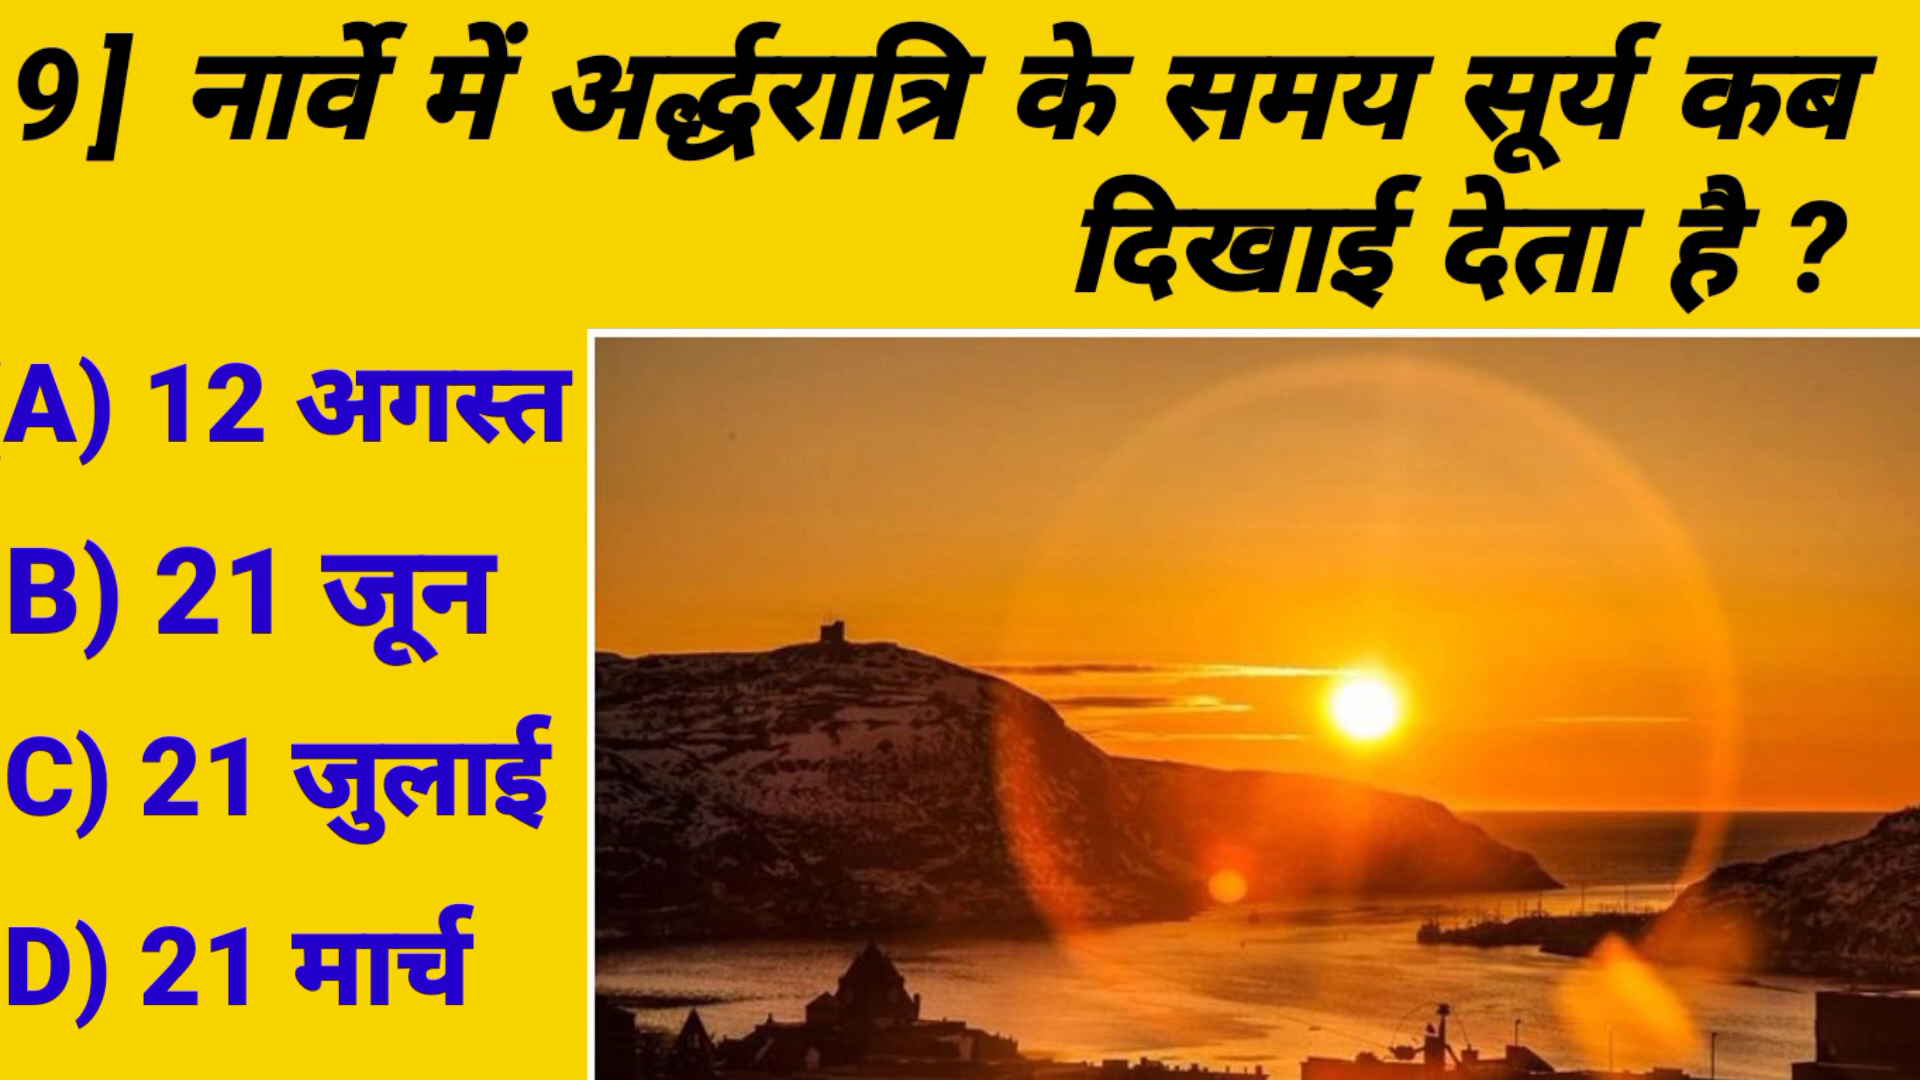 9] नार्वे में अर्द्धरात्रि के समय सूर्य कब
दिखाई देता है ?
(A) 12 अगस्त
B) 21 जून
C) 21 जुलाई
D) 21 मार्च